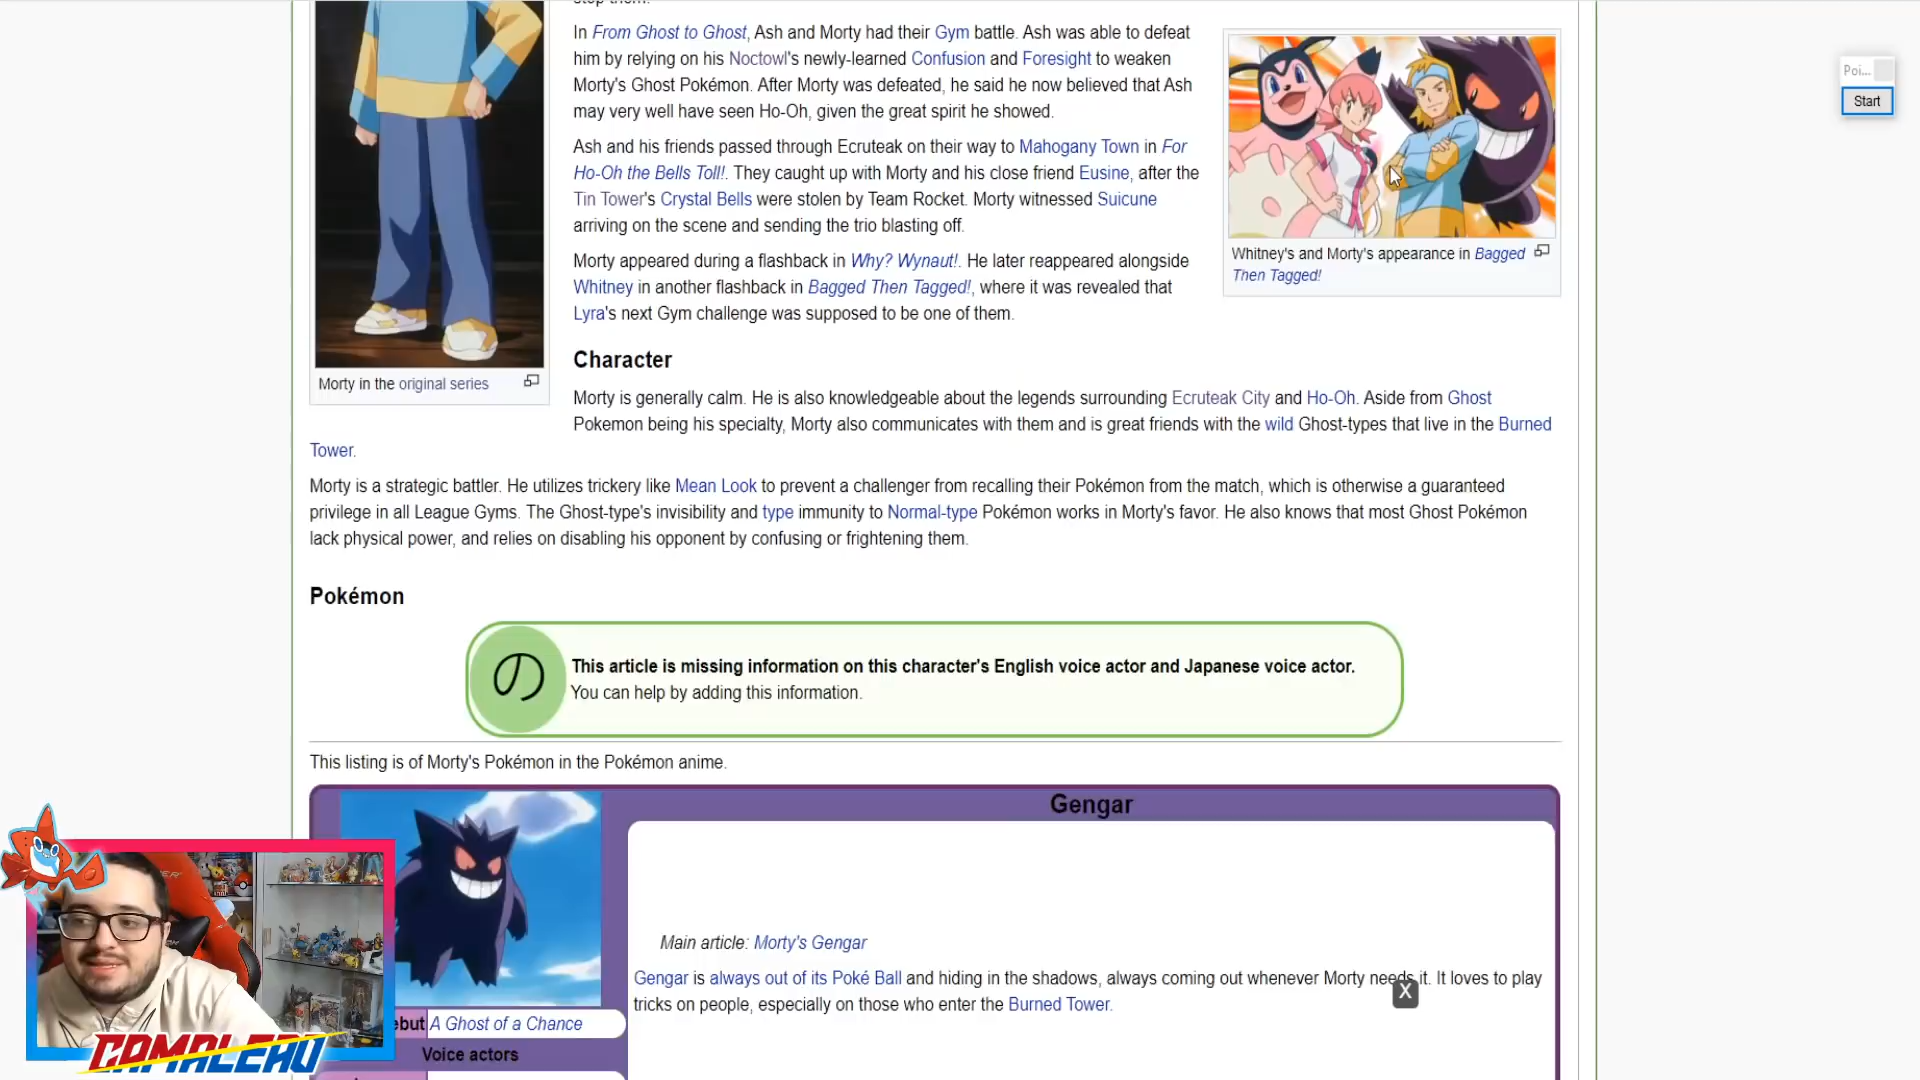 stop them.
In From Ghost to Ghost, Ash and Morty had their Gym battle. Ash was able to defeat
him by relying on his Noctowl's newly-learned Confusion and Foresight to weaken
Morty's Ghost Pokémon. After Morty was defeated, he said he now believed that Ash
may very well have seen Ho-Oh, given the great spirit he showed.
Ash and his friends passed through Ecruteak on their way to Mahogany Town in For
Ho-Oh the Bells Toll!. They caught up with Morty and his close friend Eusine, after the
Tin Tower's Crystal Bells were stolen by Team Rocket. Morty witnessed Suicune
arriving on the scene and sending the trio blasting off.
Morty appeared during a flashback in Why? Wynaut!. He later reappeared alongside
Whitney in another flashback in Bagged Then Tagged!, where it was revealed that
Lyra's next Gym challenge was supposed to be one of them.
Whitney's and Morty's appearance in Bagged
Then Tagged!
Poi...
Start
Morty in the original series
Character
Morty is generally calm. He is also knowledgeable about the legends surrounding Ecruteak City and Ho-Oh. Aside from Ghost
Pokemon being his specialty, Morty also communicates with them and is great friends with the wild Ghost-types that live in the Burned
Tower.
Morty is a strategic battler. He utilizes trickery like Mean Look to prevent a challenger from recalling their Pokémon from the match, which is otherwise a guaranteed
privilege in all League Gyms. The Ghost-type's invisibility and type immunity to Normal-type Pokémon works in Morty's favor. He also knows that most Ghost Pokémon
lack physical power, and relies on disabling his opponent by confusing or frightening them.
Pokémon
の
This article is missing information on this character's English voice actor and Japanese voice actor.
You can help by adding this information.
This listing is of Morty's Pokémon in the Pokémon anime.
Gengar
Main article: Morty's Gengar
Gengar is always out of its Poké Ball and hiding in the shadows, always coming out whenever Morty needs it. It loves to play
tricks on people, especially on those who enter the Burned Tower.
X
ebut A Ghost of a Chance
Voice actors
CAMALEAO